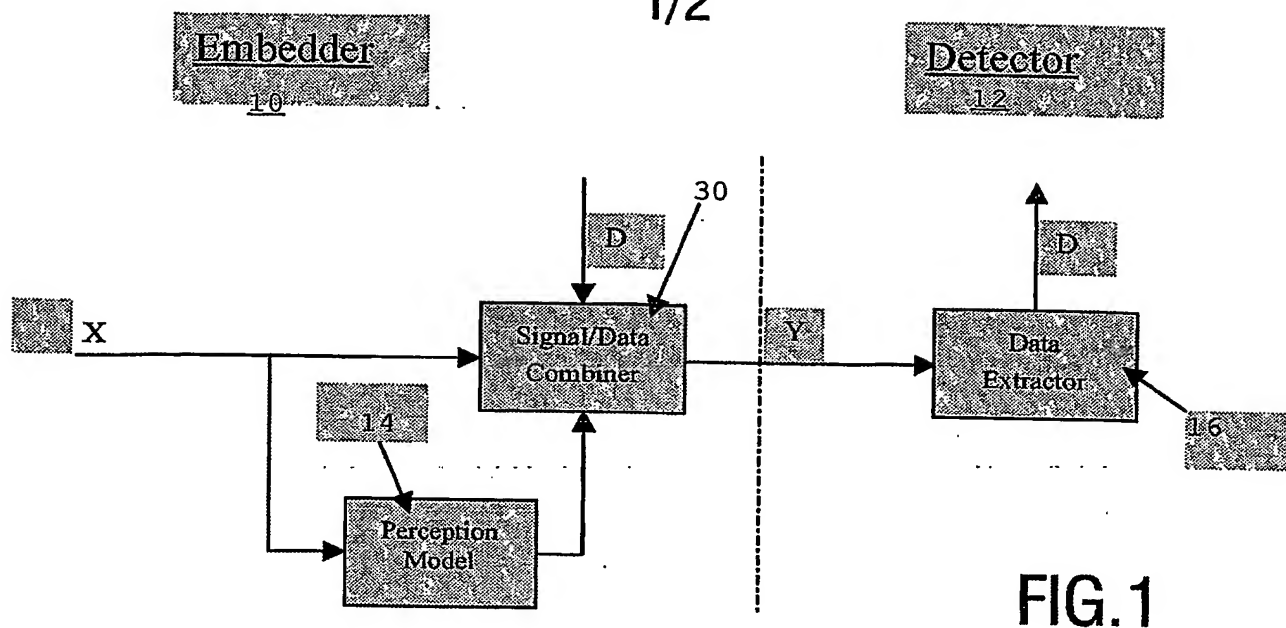 1/2
Embedder
10
Detector
12
30
D
D
X
Signal/Data
Combiner
Y
Data
Extractor
14
16
Perception
Model
FIG.1